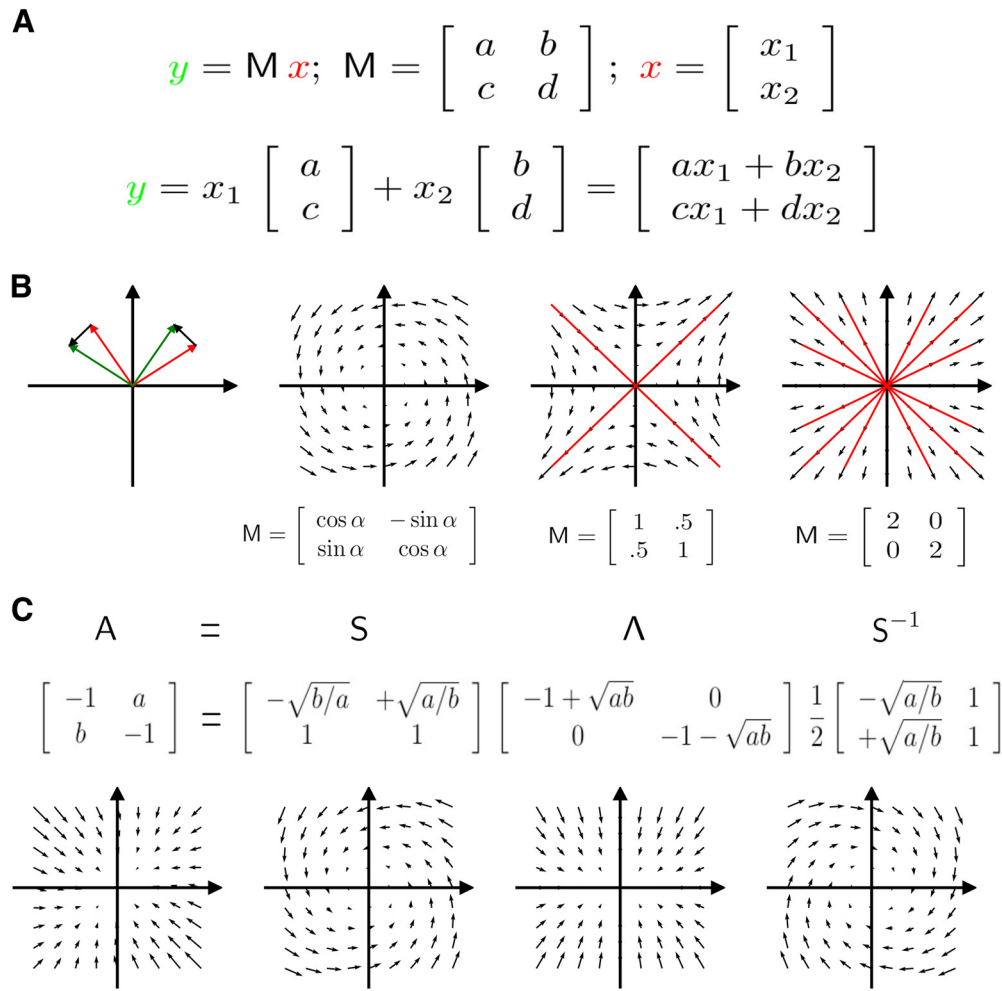 A
y = M x; M = [ a b ; c d ] ; x = [ x₁ ; x₂ ]
y = x₁ [ a ; c ] + x₂ [ b ; d ] = [ ax₁ + bx₂ ; cx₁ + dx₂ ]
B
M = [ cos α − sin α ; sin α cos α ]
M = [ 1 .5 ; .5 1 ]
M = [ 2 0 ; 0 2 ]
C
A = S Λ S⁻¹
[ −1 a ; b −1 ] = [ −√b/a +√a/b ; 1 1 ] [ −1 + √ab 0 ; 0 −1 − √ab ] 1/2 [ −√a/b 1 ; +√a/b 1 ]